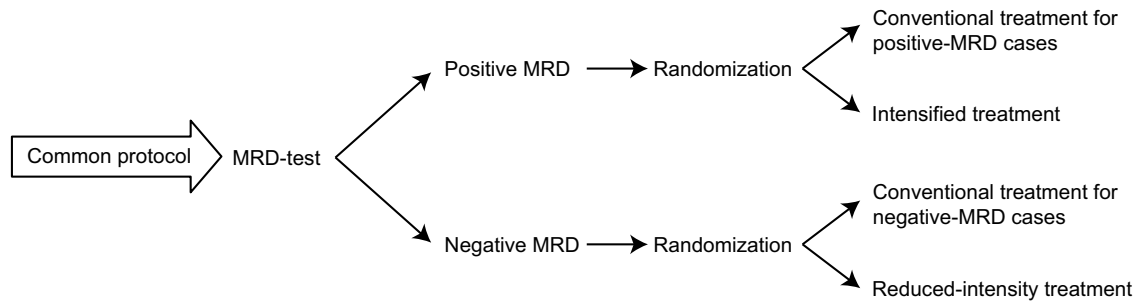 Common protocol
MRD-test
Positive MRD
Randomization
Conventional treatment for
positive-MRD cases
Intensified treatment
Negative MRD
Randomization
Conventional treatment for
negative-MRD cases
Reduced-intensity treatment